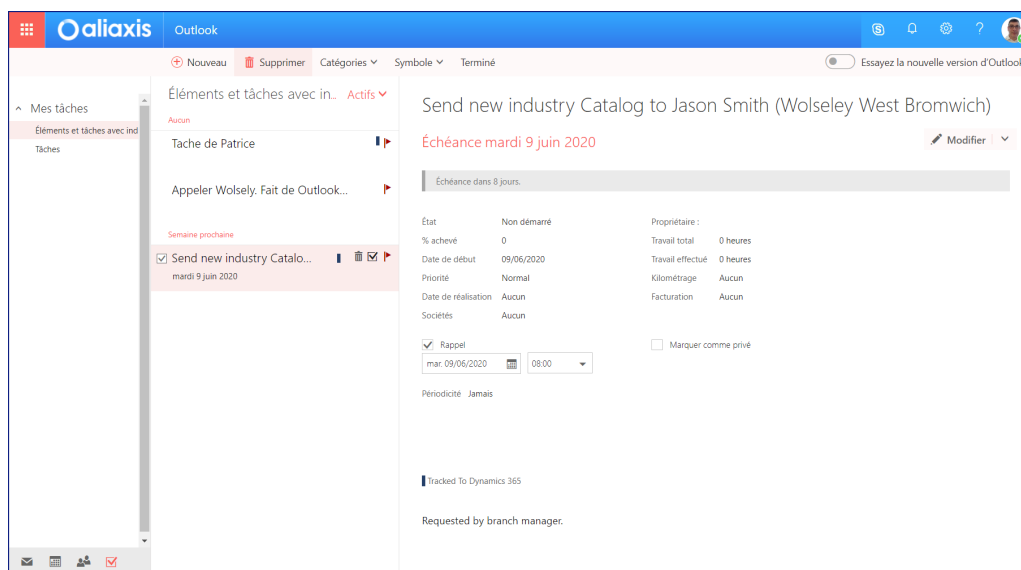 aliaxis
Outlook
?
Nouveau Supprimer Catégories Symbole Terminé
Essayez la nouvelle version d'Outlook
Mes tâches
Éléments et tâches avec ind
Tâches
Éléments et tâches avec in... Actifs
Aucun
Tache de Patrice
Appeler Wolsely. Fait de Outlook...
Semaine prochaine
Send new industry Catalo...
mardi 9 juin 2020
Send new industry Catalog to Jason Smith (Wolseley West Bromwich)
Échéance mardi 9 juin 2020
Modifier
Échéance dans 8 jours.
État Non démarré Propriétaire :
% achevé 0 Travail total 0 heures
Date de début 09/06/2020 Travail effectué 0 heures
Priorité Normal Kilométrage Aucun
Date de réalisation Aucun Facturation Aucun
Sociétés Aucun
Rappel Marquer comme privé
mar. 09/06/2020 08:00
Périodicité Jamais
Tracked To Dynamics 365
Requested by branch manager.